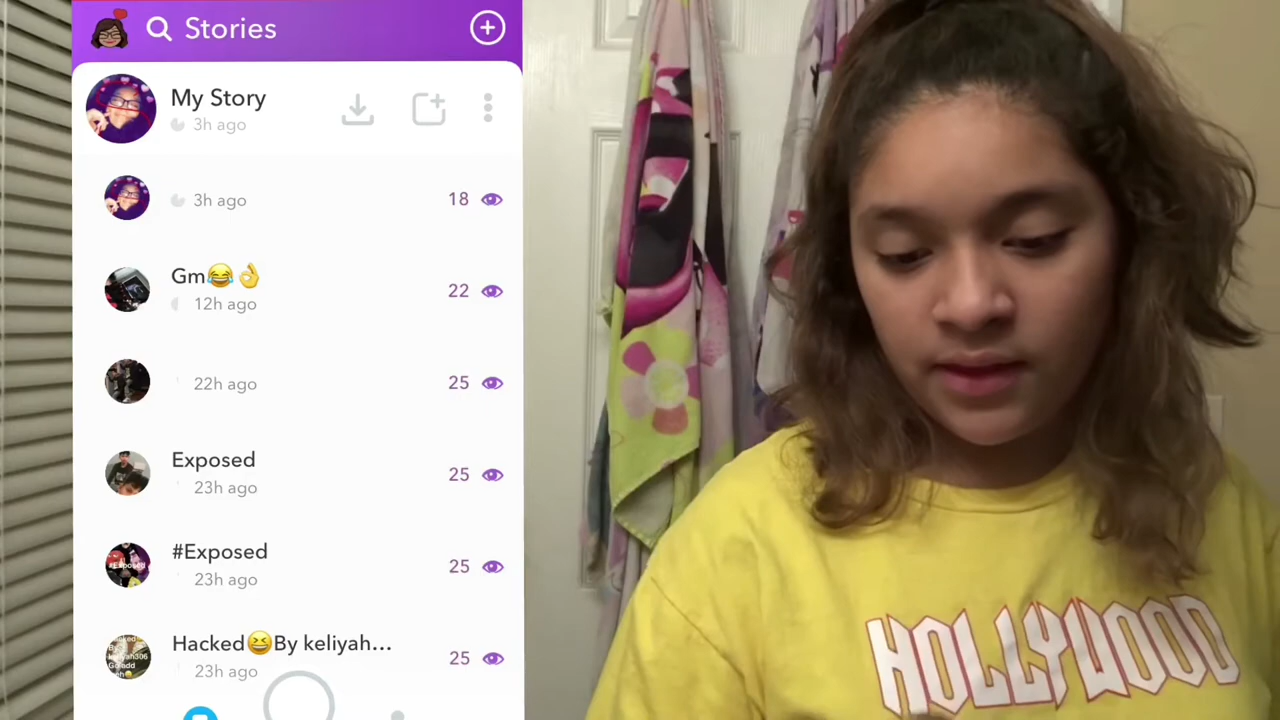 Stories
My Story
3h ago
3h ago
18
Gm😂👌
12h ago
22
22h ago
25
Exposed
23h ago
25
#Exposed
23h ago
25
#Exposed
Hacked😆By keliyah…
23h ago
25
HOLLYWOOD